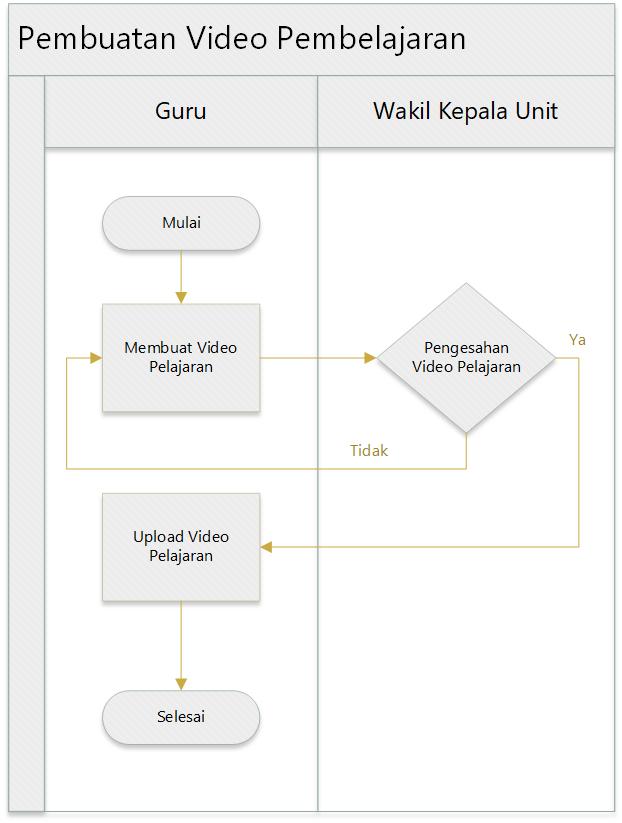 Pembuatan Video Pembelajaran
Guru
Wakil Kepala Unit
Mulai
Membuat Video
Pelajaran
Pengesahan
Video Pelajaran
Ya
Tidak
Upload Video
Pelajaran
Selesai